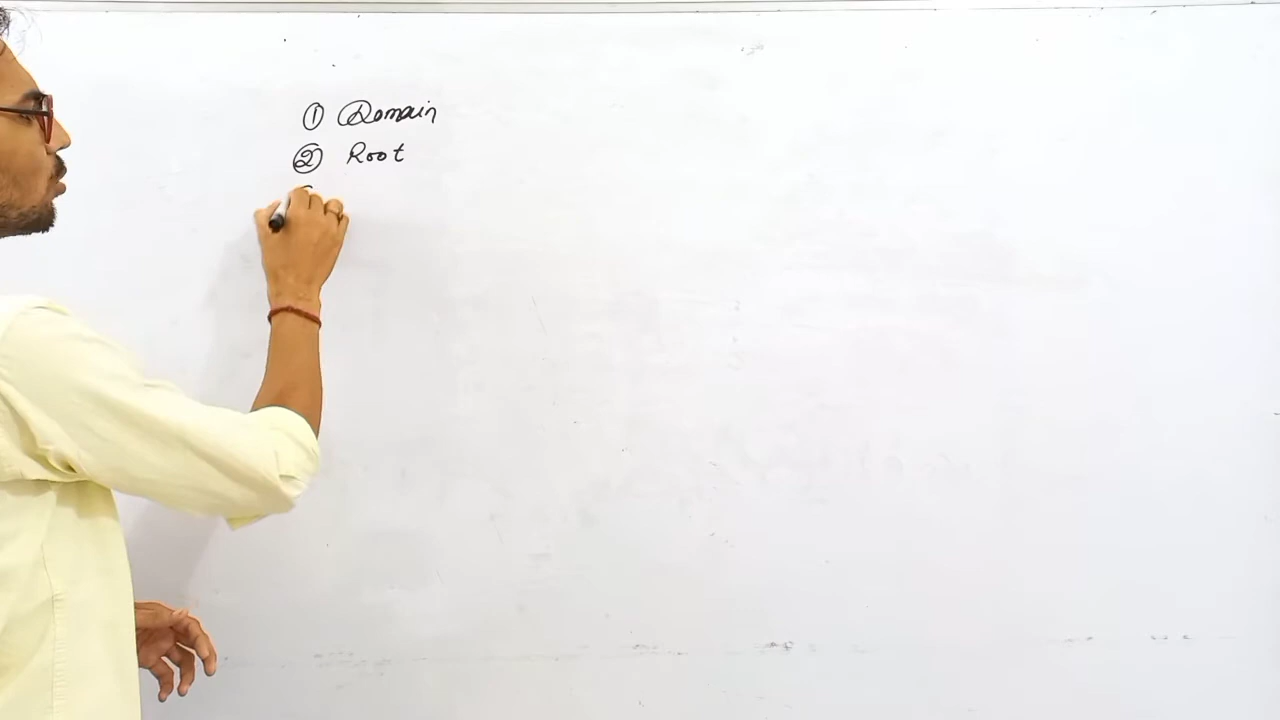 ① Domain
② Root